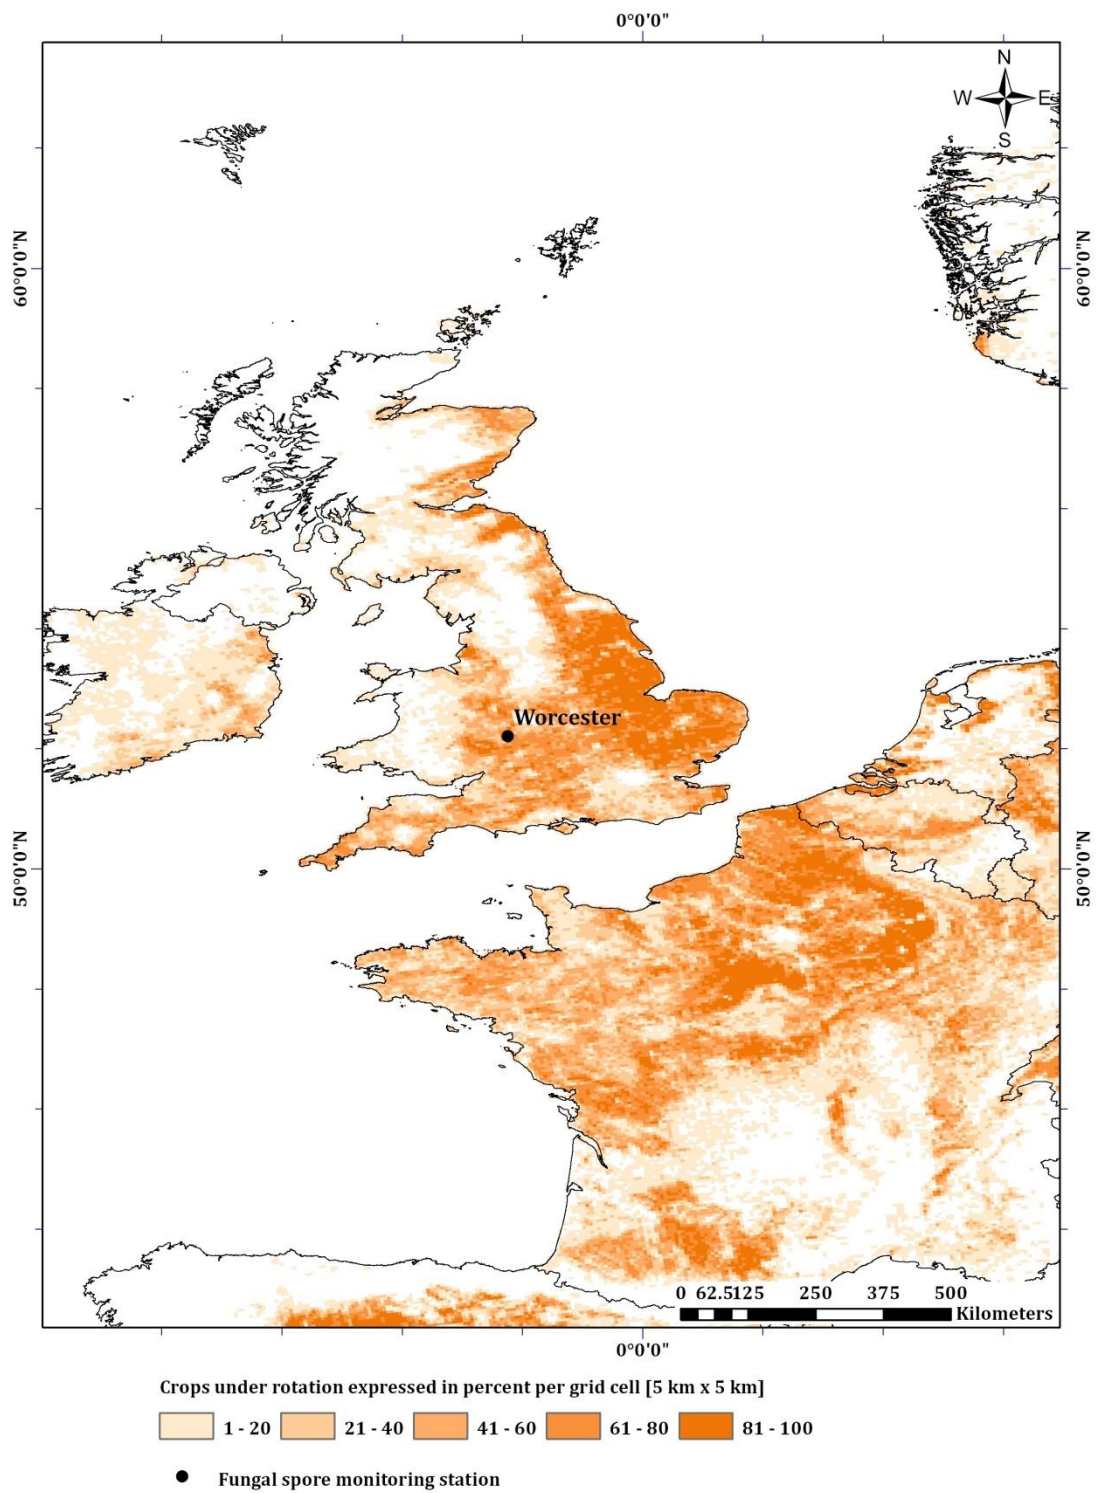 0°0'0"
N
W E
S
60°0'0"N
60°0'0"N
Worcester
50°0'0"N
50°0'0"N
0 62.5125 250 375 500
Kilometers
0°0'0"
Crops under rotation expressed in percent per grid cell [5 km x 5 km]
1 - 20 21 - 40 41 - 60 61 - 80 81 - 100
Fungal spore monitoring station